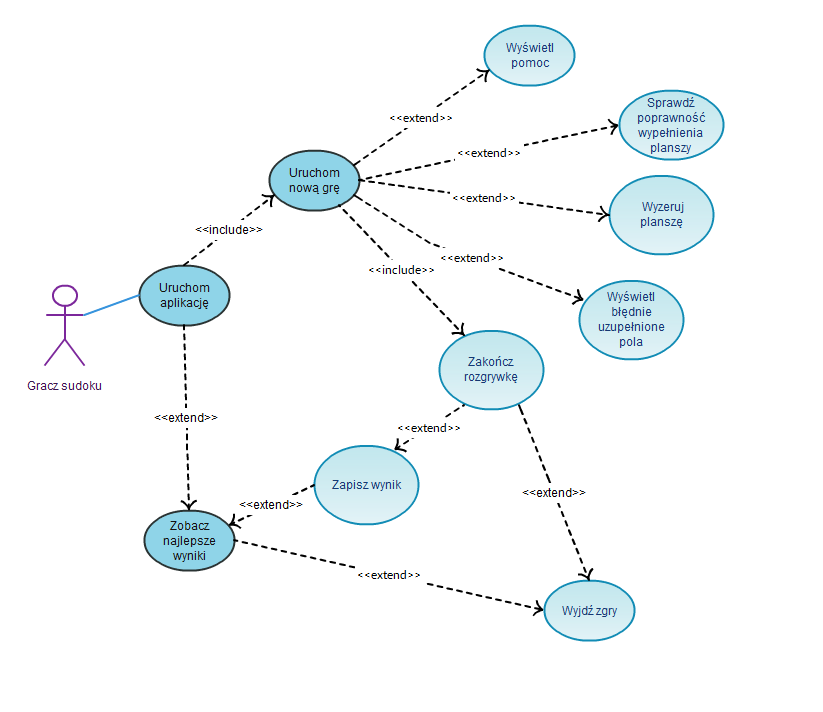 Wyświetl
pomoc
<<extend>>
Sprawdź
poprawność
wypełnienia
planszy
<<extend>>
Uruchom
nową grę
<<extend>>
Wyzeruj
planszę
<<include>>
<<extend>>
<<include>>
Uruchom
aplikację
Wyświetl
błędnie
uzupełnione
pola
Gracz sudoku
Zakończ
rozgrywkę
<<extend>>
<<extend>>
Zapisz wynik
<<extend>>
<<extend>>
Zobacz
najlepsze
wyniki
<<extend>>
Wyjdź zgry